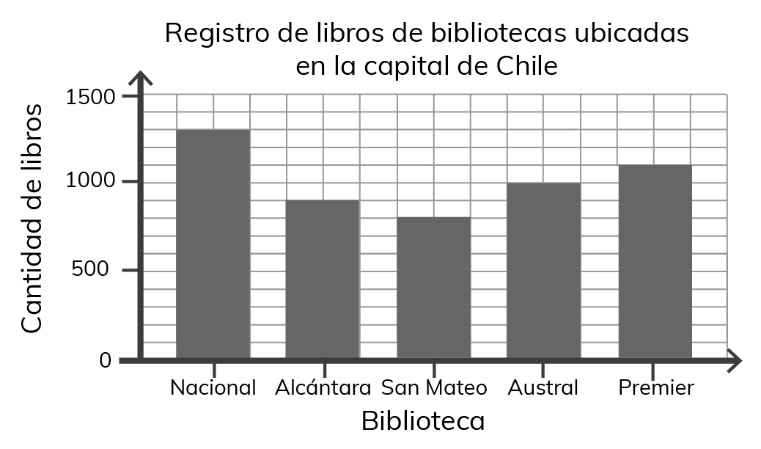 Registro de libros de bibliotecas ubicadas
en la capital de Chile
Cantidad de libros
1500
1000
500
0
Nacional Alcántara San Mateo Austral Premier
Biblioteca